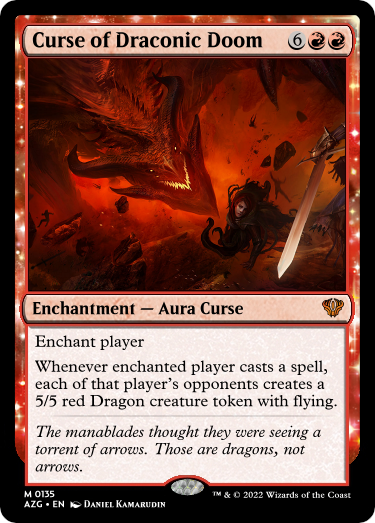 Curse of Draconic Doom 6
Enchantment — Aura Curse
Enchant player
Whenever enchanted player casts a spell,
each of that player's opponents creates a
5/5 red Dragon creature token with flying.
The manablades thought they were seeing a
torrent of arrows. Those are dragons, not
arrows.
M 0135
AZG • EN DANIEL KAMARUDIN
™ & © 2022 Wizards of the Coast